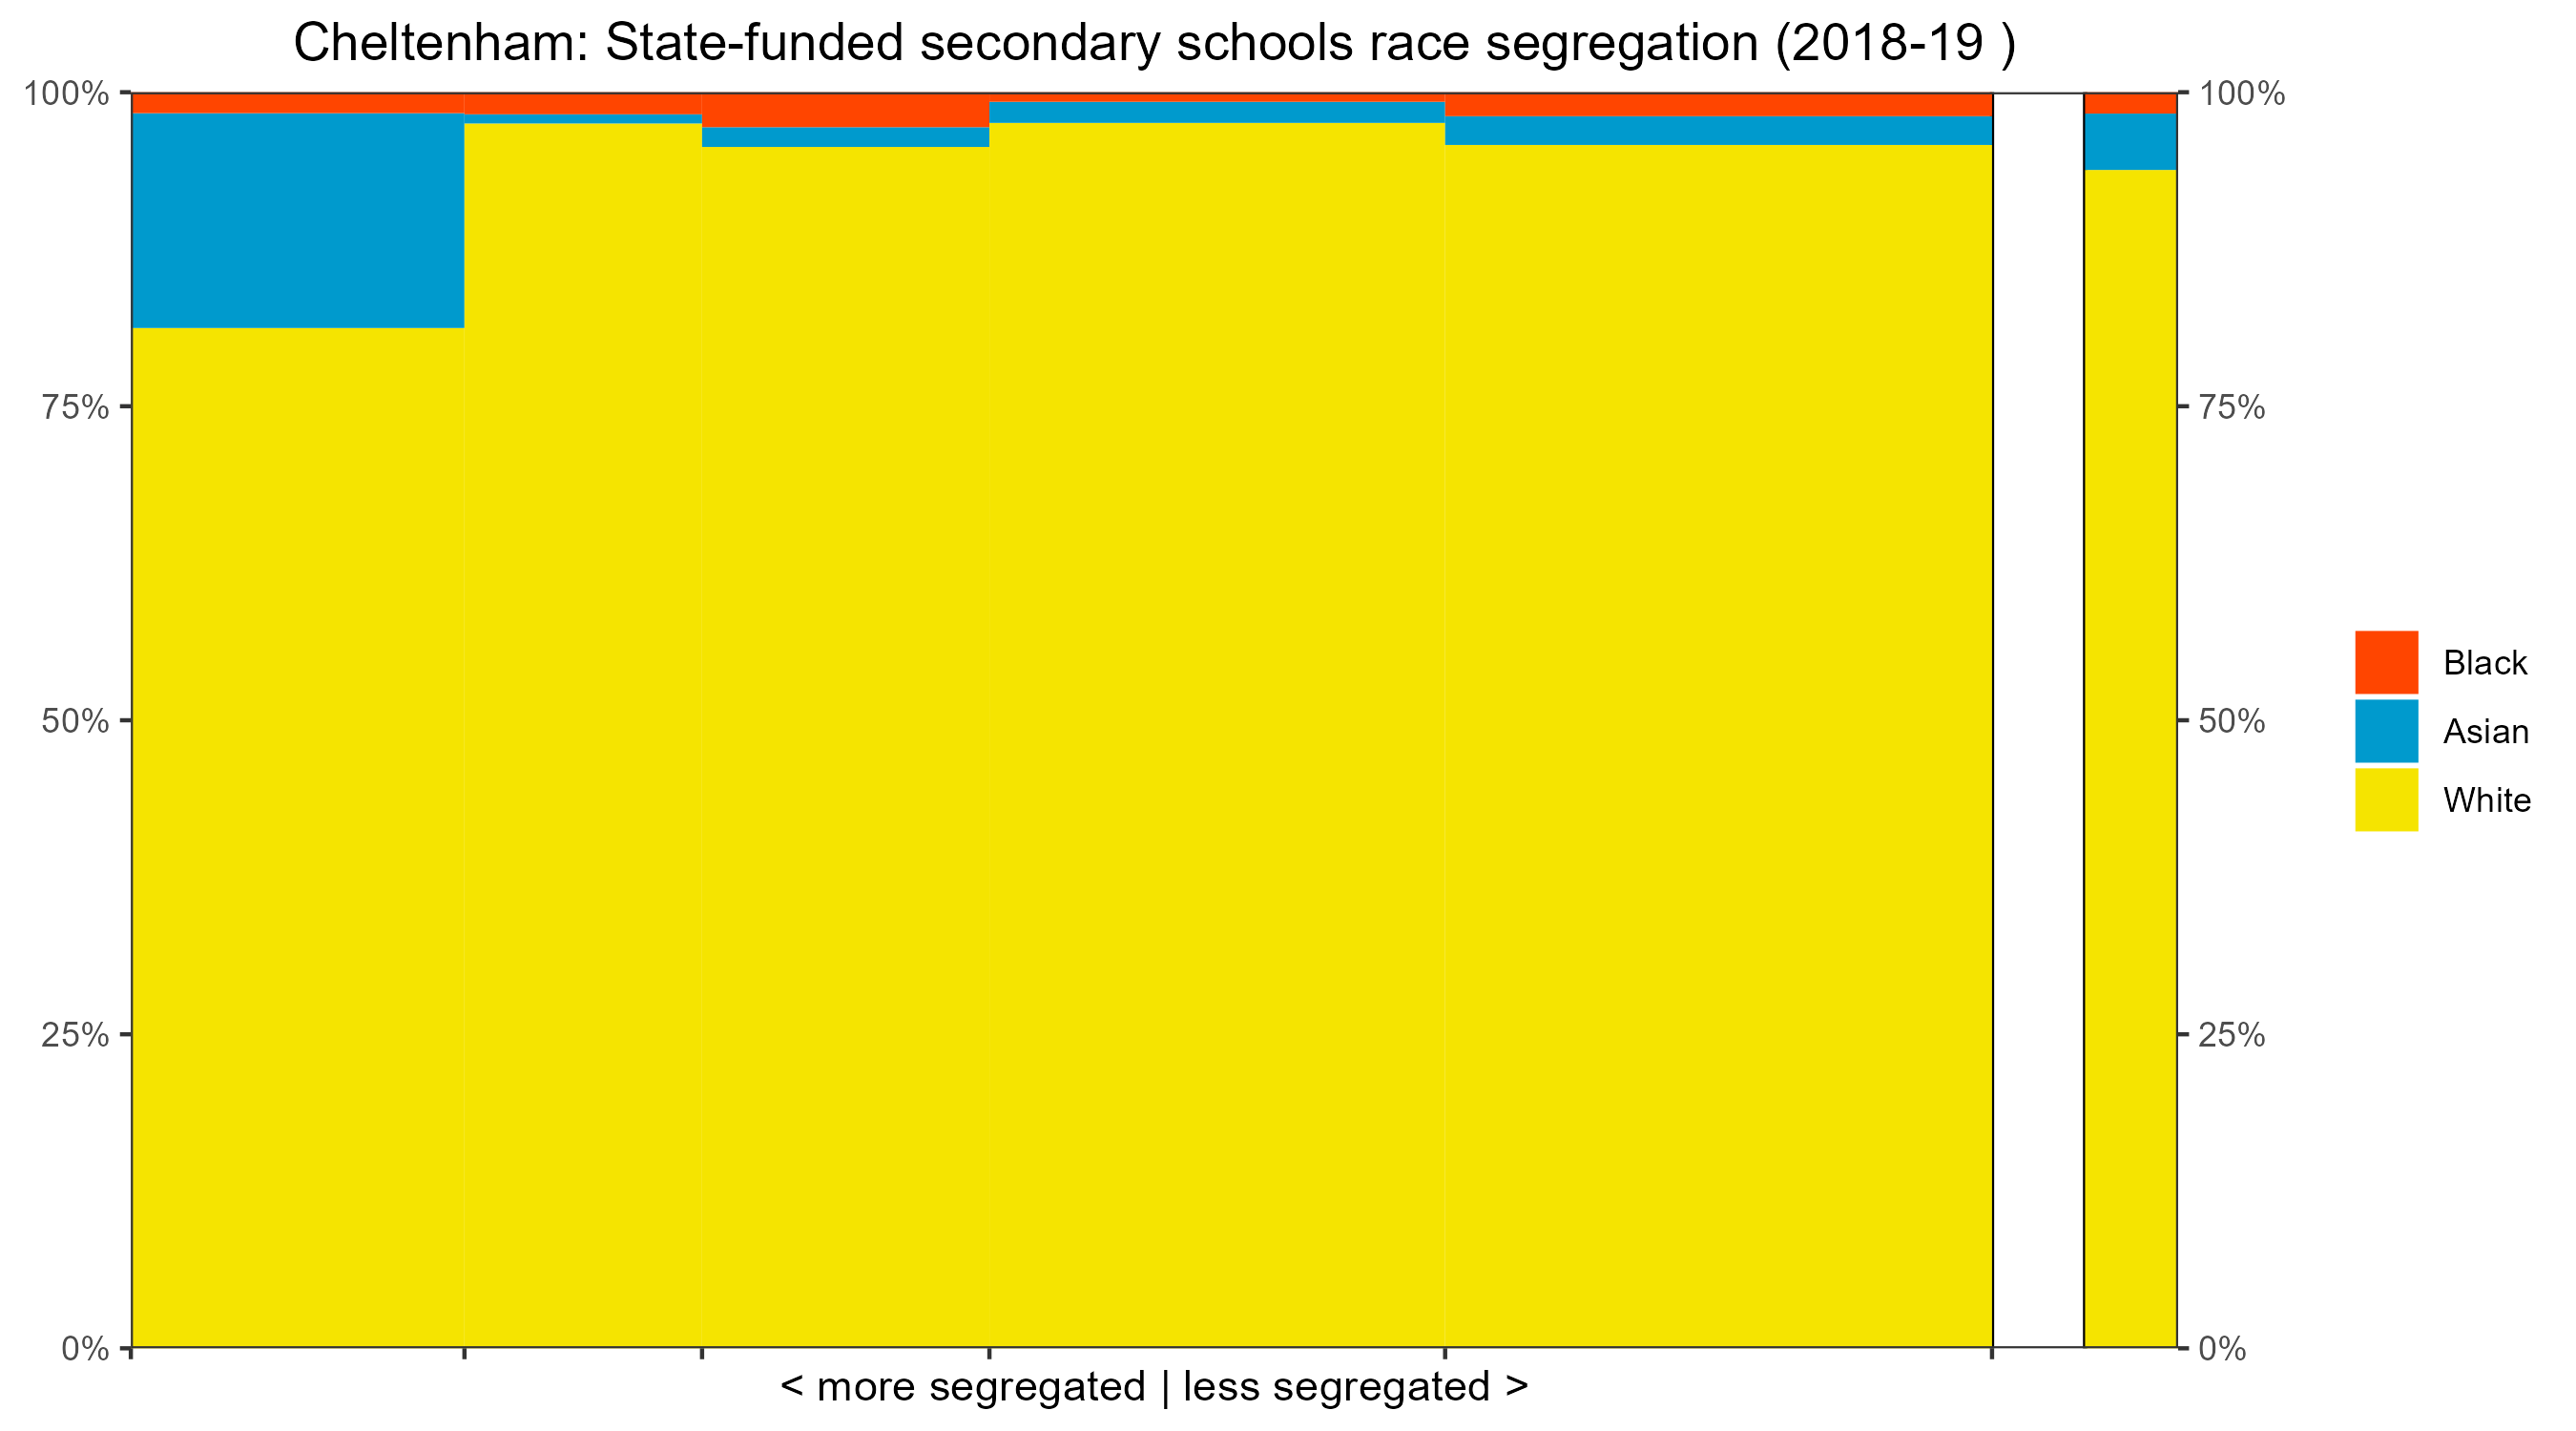 Cheltenham: State-funded secondary schools race segregation (2018-19 )
100%
75%
50%
25%
0%
100%
75%
50%
25%
0%
Black
Asian
White
< more segregated | less segregated >